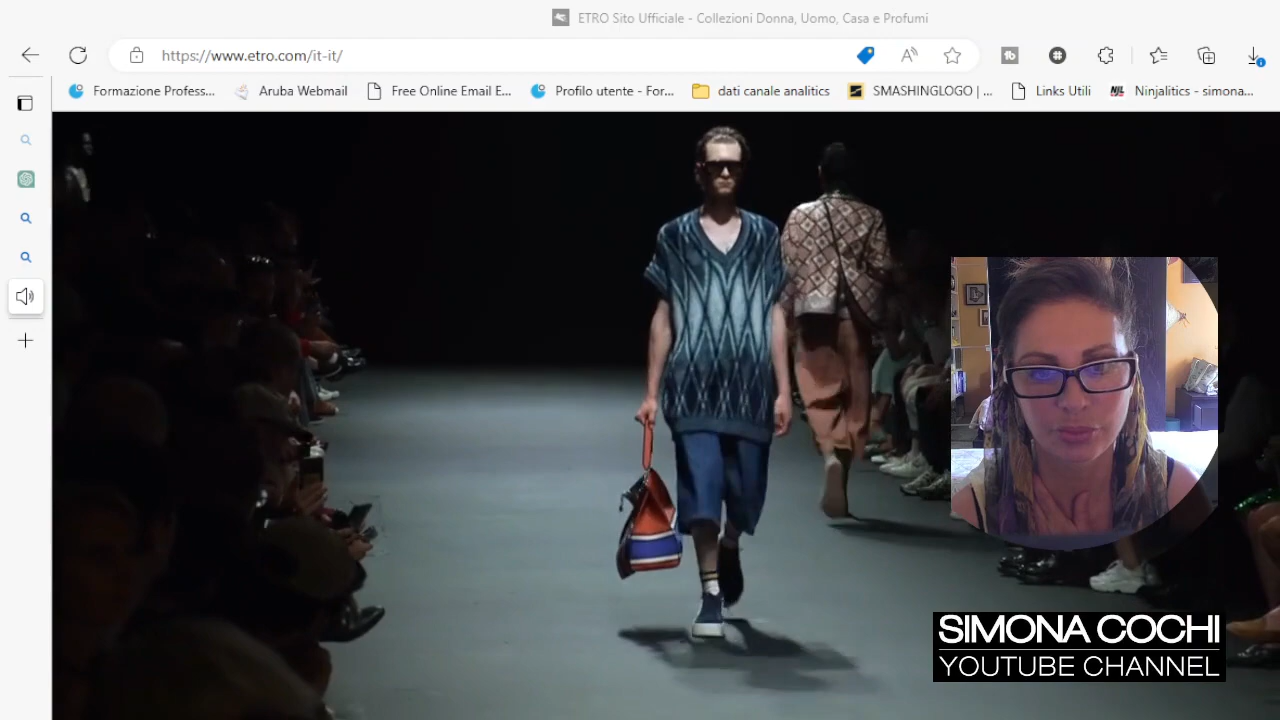 ETRO Sito Ufficiale - Collezioni Donna, Uomo, Casa e Profumi
https://www.etro.com/it-it/
Formazione Profess... Aruba Webmail Free Online Email E... Profilo utente - For... dati canale analitics SMASHINGLOGO | ... Links Utili NJL Ninjalitics - simona...
SIMONA COCHI
YOUTUBE CHANNEL